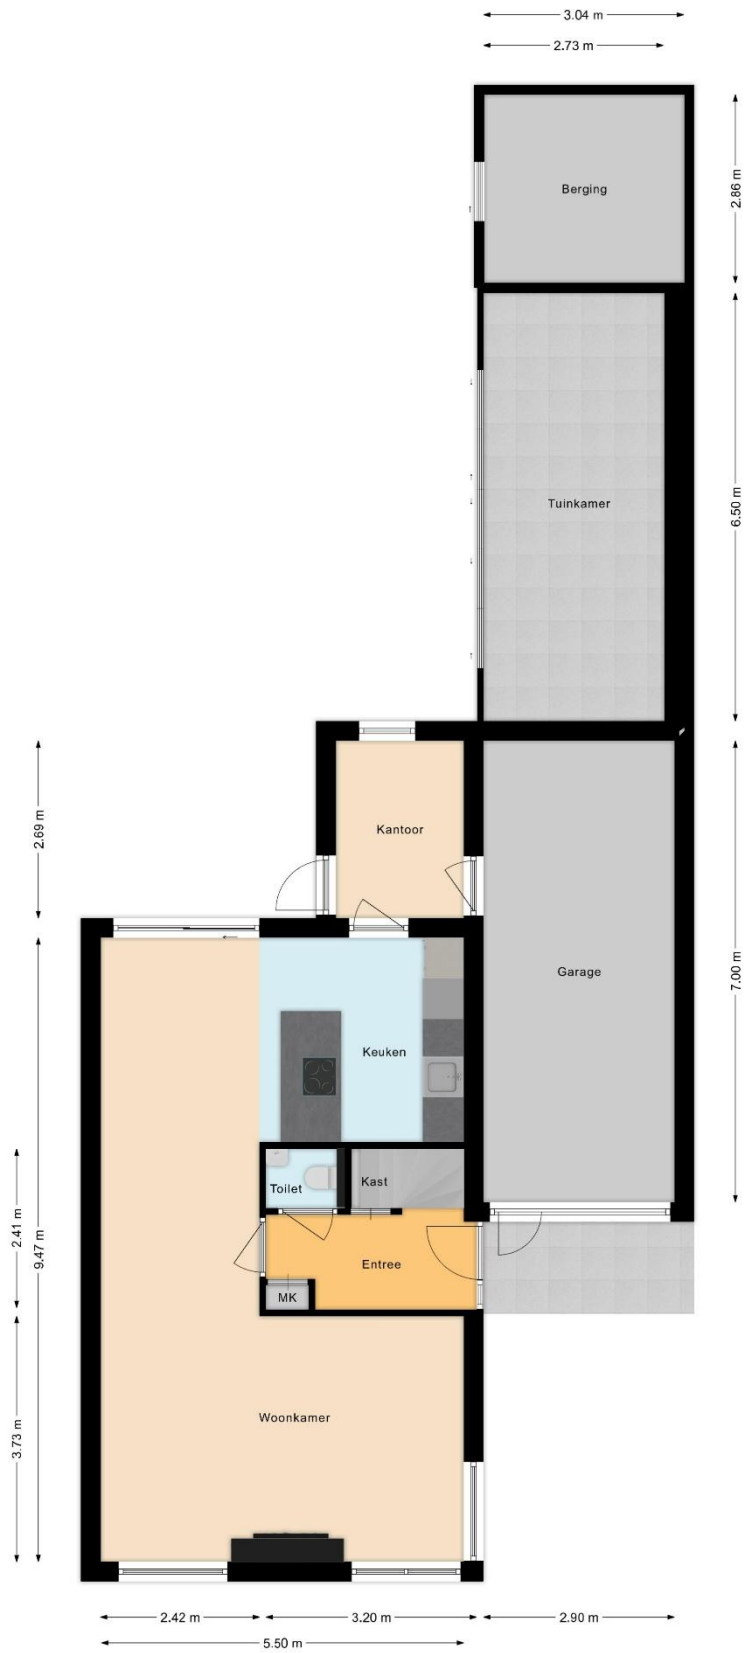 3.04 m
2.73 m
Berging
2.86 m
Tuinkamer
6.50 m
Kantoor
2.69 m
Garage
7.00 m
Keuken
Toilet
Kast
2.41 m
9.47 m
Entree
MK
Woonkamer
3.73 m
2.42 m
3.20 m
2.90 m
5.50 m